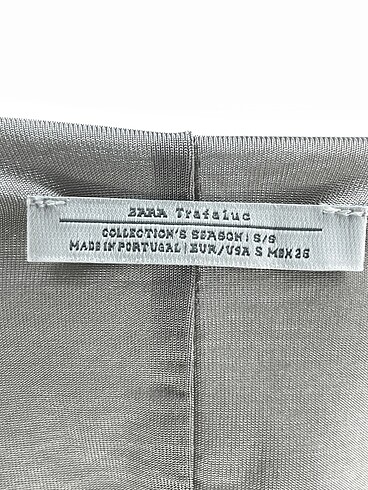 ZARA Trafaluc
COLLECTION'S SEASON: S/S
MADE IN PORTUGAL | EUR/USA S MEX 26